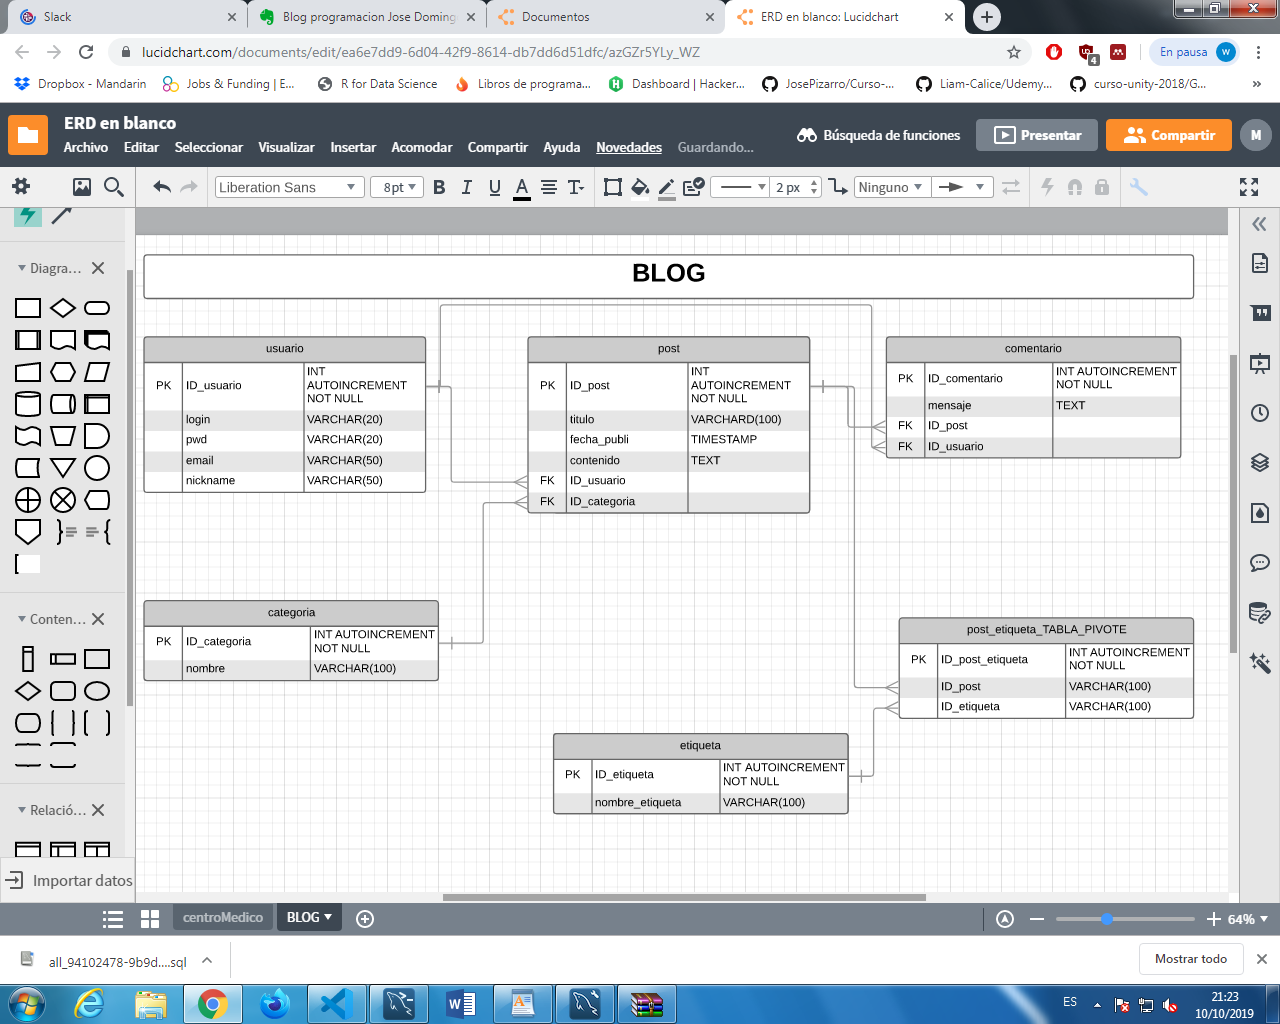 Slack
Blog programacion Jose Doming
Documentos
ERD en blanco: Lucidchart
lucidchart.com/documents/edit/ea6e7dd9-6d04-42f9-8614-db7dd6d51dfc/azGZr5YLy_WZ
4
En pausa
W
Dropbox - Mandarin
Jobs & Funding | E...
R for Data Science
Libros de programa...
Dashboard | Hacker...
JosePizarro/Curso-...
Liam-Calice/Udemy...
curso-unity-2018/G...
»
ERD en blanco
Archivo Editar Seleccionar Visualizar Insertar Acomodar Compartir Ayuda Novedades Guardando...
Búsqueda de funciones
Presentar
Compartir
M
Liberation Sans
8pt
B I U A T
2 px
Ninguno
Diagra...
Conten...
Relació...
Importar datos
BLOG
usuario
PK ID_usuario INT AUTOINCREMENT NOT NULL
login VARCHAR(20)
pwd VARCHAR(20)
email VARCHAR(50)
nickname VARCHAR(50)
post
PK ID_post INT AUTOINCREMENT NOT NULL
titulo VARCHARD(100)
fecha_publi TIMESTAMP
contenido TEXT
FK ID_usuario
FK ID_categoria
comentario
PK ID_comentario INT AUTOINCREMENT NOT NULL
mensaje TEXT
FK ID_post
FK ID_usuario
categoria
PK ID_categoria INT AUTOINCREMENT NOT NULL
nombre VARCHAR(100)
post_etiqueta_TABLA_PIVOTE
PK ID_post_etiqueta INT AUTOINCREMENT NOT NULL
ID_post VARCHAR(100)
ID_etiqueta VARCHAR(100)
etiqueta
PK ID_etiqueta INT AUTOINCREMENT NOT NULL
nombre_etiqueta VARCHAR(100)
centroMedico
BLOG
64%
all_94102478-9b9d....sql
Mostrar todo
ES
21:23
10/10/2019